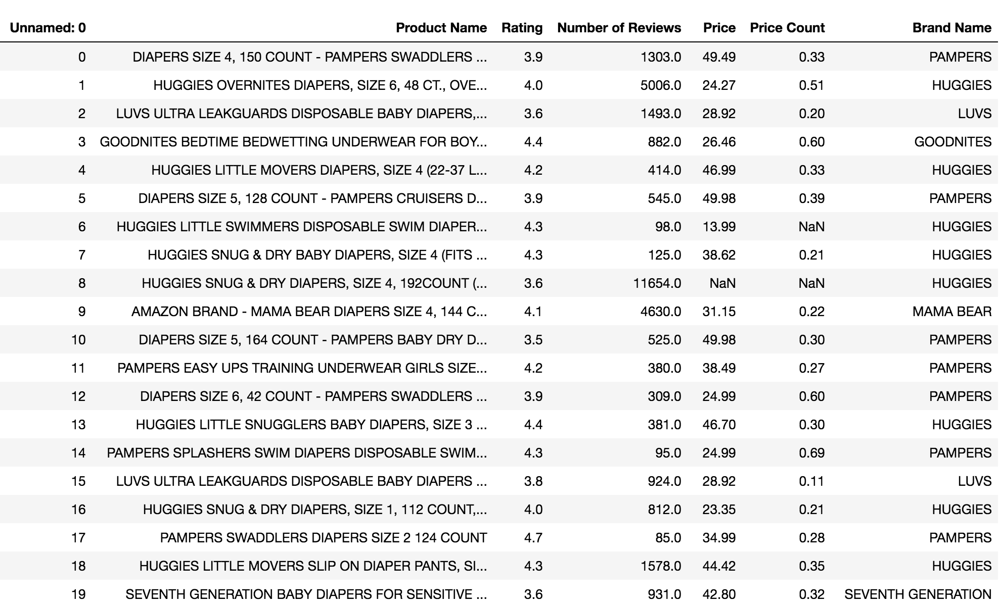 Unnamed: 0 Product Name Rating Number of Reviews Price Price Count Brand Name
0 DIAPERS SIZE 4, 150 COUNT - PAMPERS SWADDLERS ... 3.9 1303.0 49.49 0.33 PAMPERS
1 HUGGIES OVERNITES DIAPERS, SIZE 6, 48 CT., OVE... 4.0 5006.0 24.27 0.51 HUGGIES
2 LUVS ULTRA LEAKGUARDS DISPOSABLE BABY DIAPERS,... 3.6 1493.0 28.92 0.20 LUVS
3 GOODNITES BEDTIME BEDWETTING UNDERWEAR FOR BOY... 4.4 882.0 26.46 0.60 GOODNITES
4 HUGGIES LITTLE MOVERS DIAPERS, SIZE 4 (22-37 L... 4.2 414.0 46.99 0.33 HUGGIES
5 DIAPERS SIZE 5, 128 COUNT - PAMPERS CRUISERS D... 3.9 545.0 49.98 0.39 PAMPERS
6 HUGGIES LITTLE SWIMMERS DISPOSABLE SWIM DIAPER... 4.3 98.0 13.99 NaN HUGGIES
7 HUGGIES SNUG & DRY BABY DIAPERS, SIZE 4 (FITS ... 4.3 125.0 38.62 0.21 HUGGIES
8 HUGGIES SNUG & DRY DIAPERS, SIZE 4, 192COUNT (... 3.6 11654.0 NaN NaN HUGGIES
9 AMAZON BRAND - MAMA BEAR DIAPERS SIZE 4, 144 C... 4.1 4630.0 31.15 0.22 MAMA BEAR
10 DIAPERS SIZE 5, 164 COUNT - PAMPERS BABY DRY D... 3.5 525.0 49.98 0.30 PAMPERS
11 PAMPERS EASY UPS TRAINING UNDERWEAR GIRLS SIZE... 4.2 380.0 38.49 0.27 PAMPERS
12 DIAPERS SIZE 6, 42 COUNT - PAMPERS SWADDLERS ... 3.9 309.0 24.99 0.60 PAMPERS
13 HUGGIES LITTLE SNUGGLERS BABY DIAPERS, SIZE 3 ... 4.4 381.0 46.70 0.30 HUGGIES
14 PAMPERS SPLASHERS SWIM DIAPERS DISPOSABLE SWIM... 4.3 95.0 24.99 0.69 PAMPERS
15 LUVS ULTRA LEAKGUARDS DISPOSABLE BABY DIAPERS ... 3.8 924.0 28.92 0.11 LUVS
16 HUGGIES SNUG & DRY DIAPERS, SIZE 1, 112 COUNT,... 4.0 812.0 23.35 0.21 HUGGIES
17 PAMPERS SWADDLERS DIAPERS SIZE 2 124 COUNT 4.7 85.0 34.99 0.28 PAMPERS
18 HUGGIES LITTLE MOVERS SLIP ON DIAPER PANTS, SI... 4.3 1578.0 44.42 0.35 HUGGIES
19 SEVENTH GENERATION BABY DIAPERS FOR SENSITIVE ... 3.6 931.0 42.80 0.32 SEVENTH GENERATION